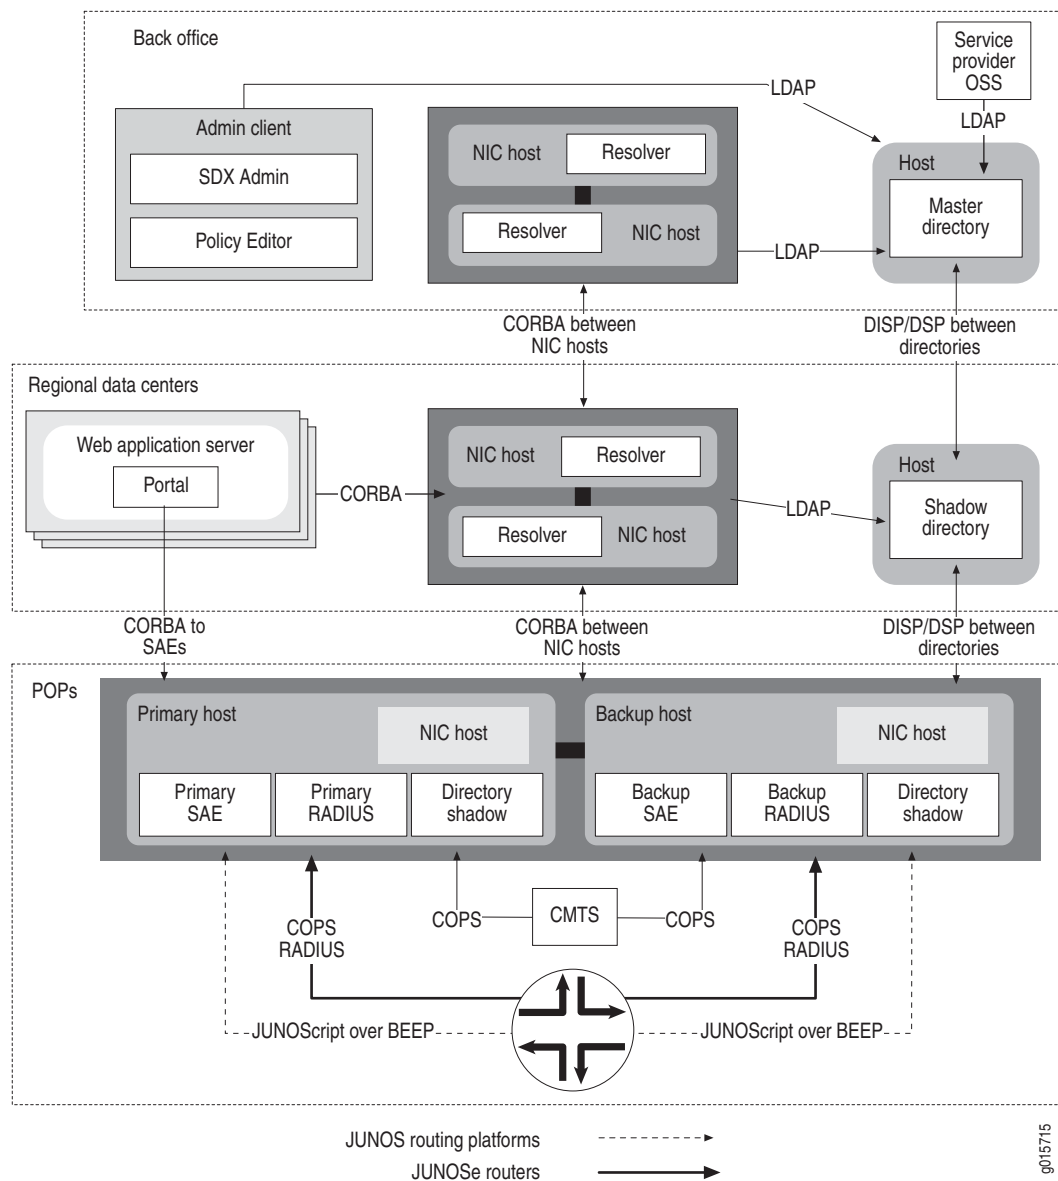 Back office
Service
provider
OSS
LDAP
LDAP
Admin client
SDX Admin
Policy Editor
NIC host
Resolver
Resolver
NIC host
LDAP
Host
Master
directory
CORBA between
NIC hosts
DISP/DSP between
directories
Regional data centers
Web application server
Portal
CORBA
NIC host
Resolver
Resolver
NIC host
LDAP
Host
Shadow
directory
CORBA to
SAEs
CORBA between
NIC hosts
DISP/DSP between
directories
POPs
Primary host
NIC host
Primary
SAE
Primary
RADIUS
Directory
shadow
Backup host
NIC host
Backup
SAE
Backup
RADIUS
Directory
shadow
COPS
RADIUS
COPS
CMTS
COPS
COPS
RADIUS
JUNOScript over BEEP
JUNOScript over BEEP
JUNOS routing platforms
JUNOSe routers
g015715